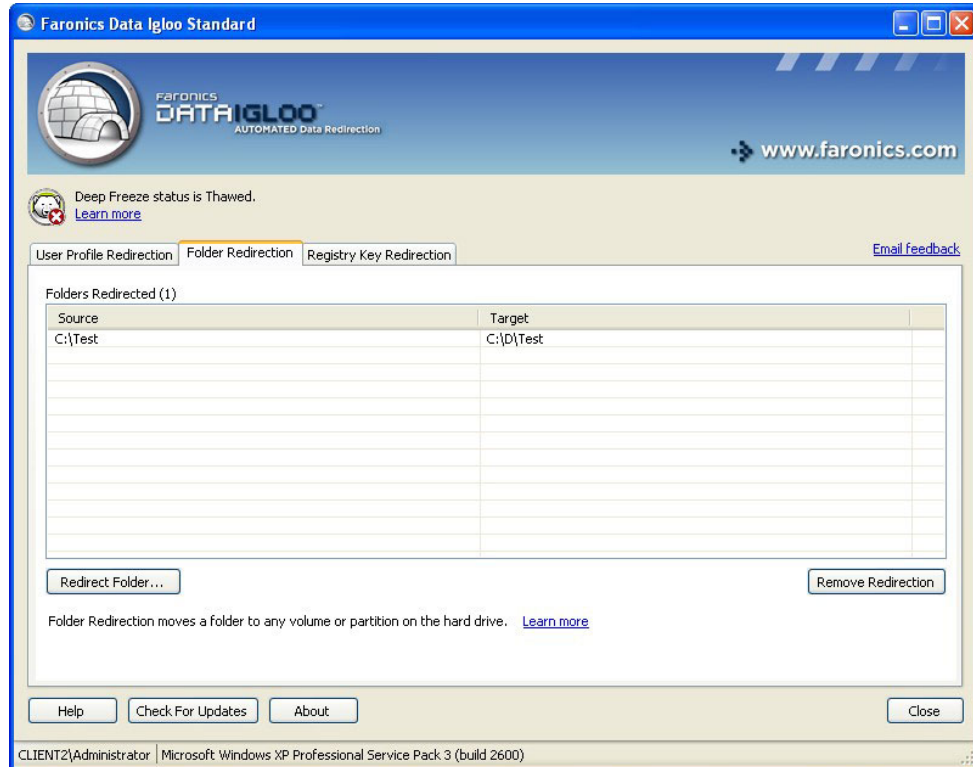 Faronics Data Igloo Standard
Faronics
DATAIGLOO™
AUTOMATED Data Redirection
www.faronics.com
Deep Freeze status is Thawed.
Learn more
User Profile Redirection Folder Redirection Registry Key Redirection Email feedback
Folders Redirected (1)
Source Target
C:\Test C:\D\Test
Redirect Folder... Remove Redirection
Folder Redirection moves a folder to any volume or partition on the hard drive. Learn more
Help Check For Updates About Close
CLIENT2\Administrator Microsoft Windows XP Professional Service Pack 3 (build 2600)